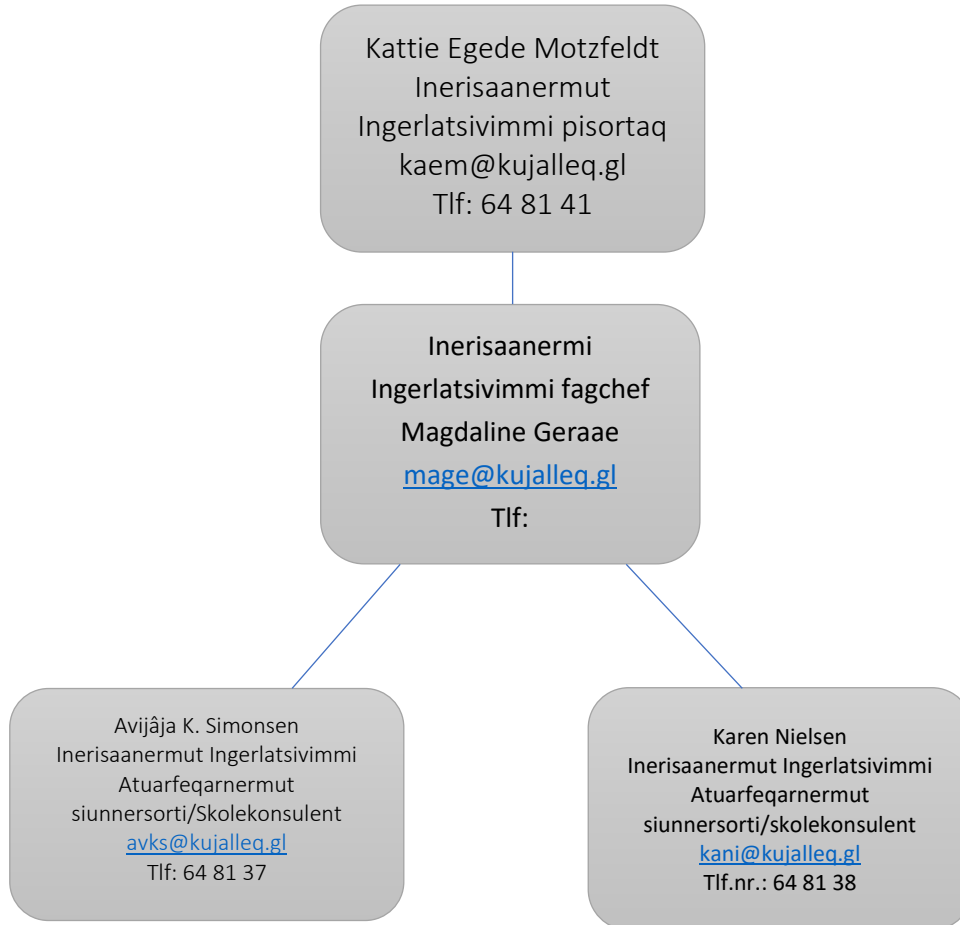 Kattie Egede Motzfeldt
Inerisaanermut
Ingerlatsivimmi pisortaq
kaem@kujalleq.gl
Tlf: 64 81 41
Inerisaanermi
Ingerlatsivimmi fagchef
Magdaline Geraae
mage@kujalleq.gl
Tlf:
Avijâja K. Simonsen
Inerisaanermut Ingerlatsivimmi
Atuarfeqarnermut
siunnersorti/Skolekonsulent
avks@kujalleq.gl
Tlf: 64 81 37
Karen Nielsen
Inerisaanermut Ingerlatsivimmi
Atuarfeqarnermut
siunnersorti/skolekonsulent
kani@kujalleq.gl
Tlf.nr.: 64 81 38